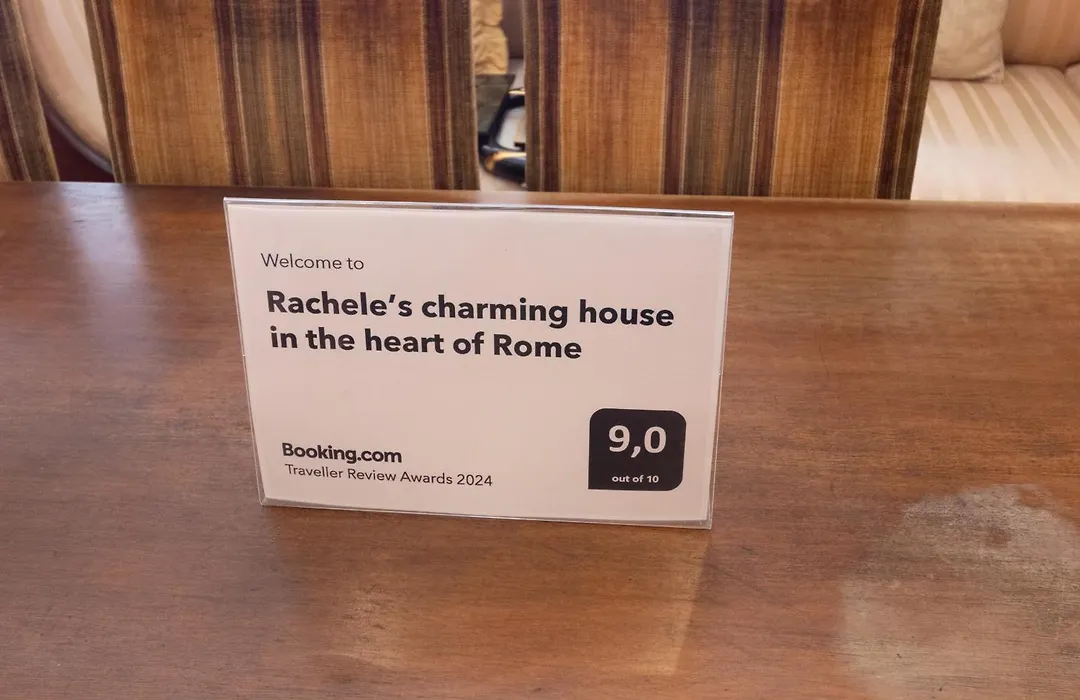 Welcome to
Rachele's charming house
in the heart of Rome
Booking.com
Traveller Review Awards 2024
9,0
out of 10